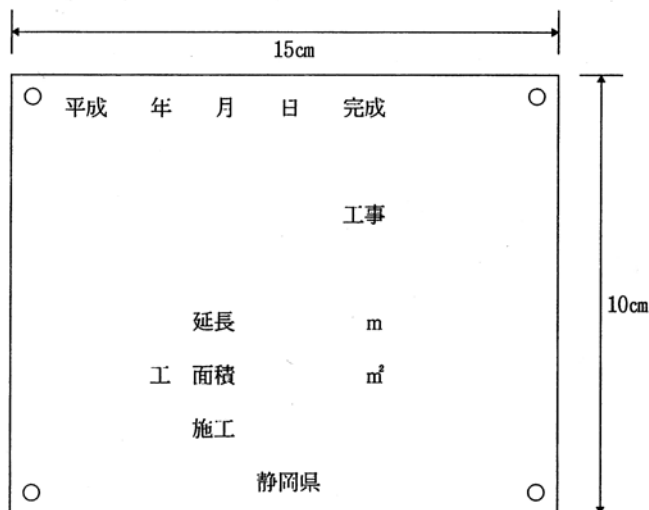 15cm
平成 年 月 日 完成
工事
10cm
延長 m
工 面積 ㎡
施工
静岡県